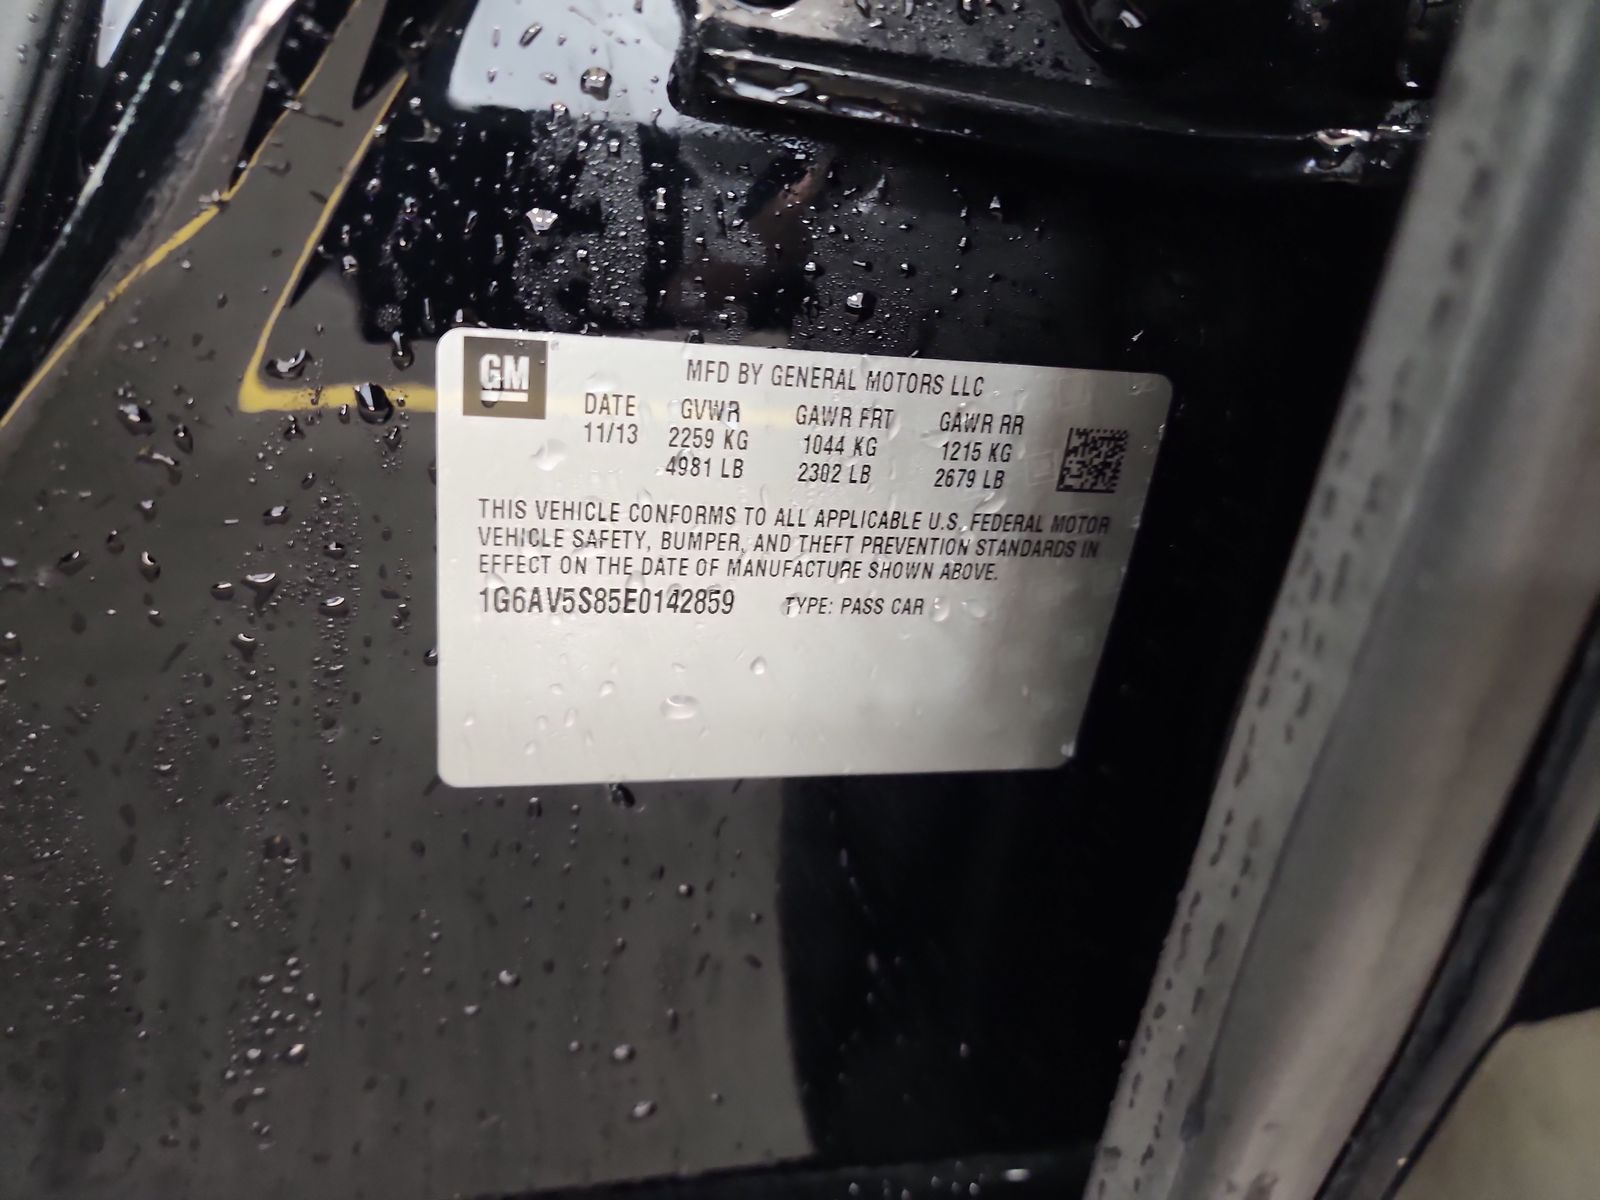 GM
MFD BY GENERAL MOTORS LLC
DATE GVWR GAWR FRT GAWR RR
11/13 2259 KG 1044 KG 1215 KG
4981 LB 2302 LB 2679 LB
THIS VEHICLE CONFORMS TO ALL APPLICABLE U.S. FEDERAL MOTOR
VEHICLE SAFETY, BUMPER, AND THEFT PREVENTION STANDARDS IN
EFFECT ON THE DATE OF MANUFACTURE SHOWN ABOVE.
1G6AV5S85E0142859 TYPE: PASS CAR